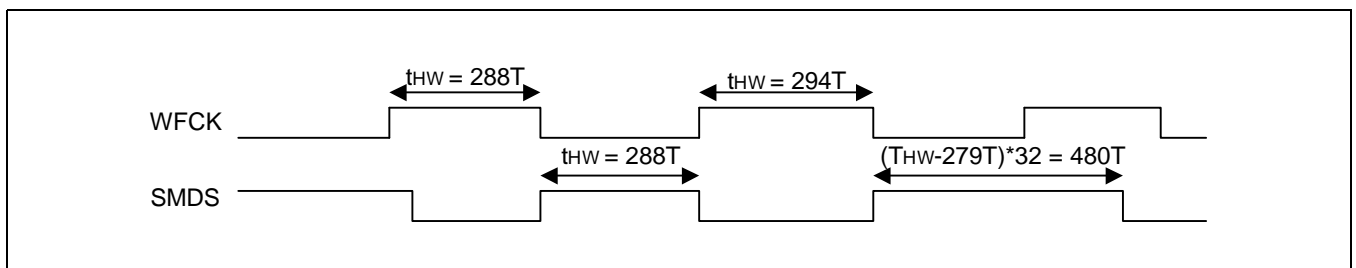 tHW = 288T
tHW = 294T
WFCK
tHW = 288T
(THW-279T)*32 = 480T
SMDS